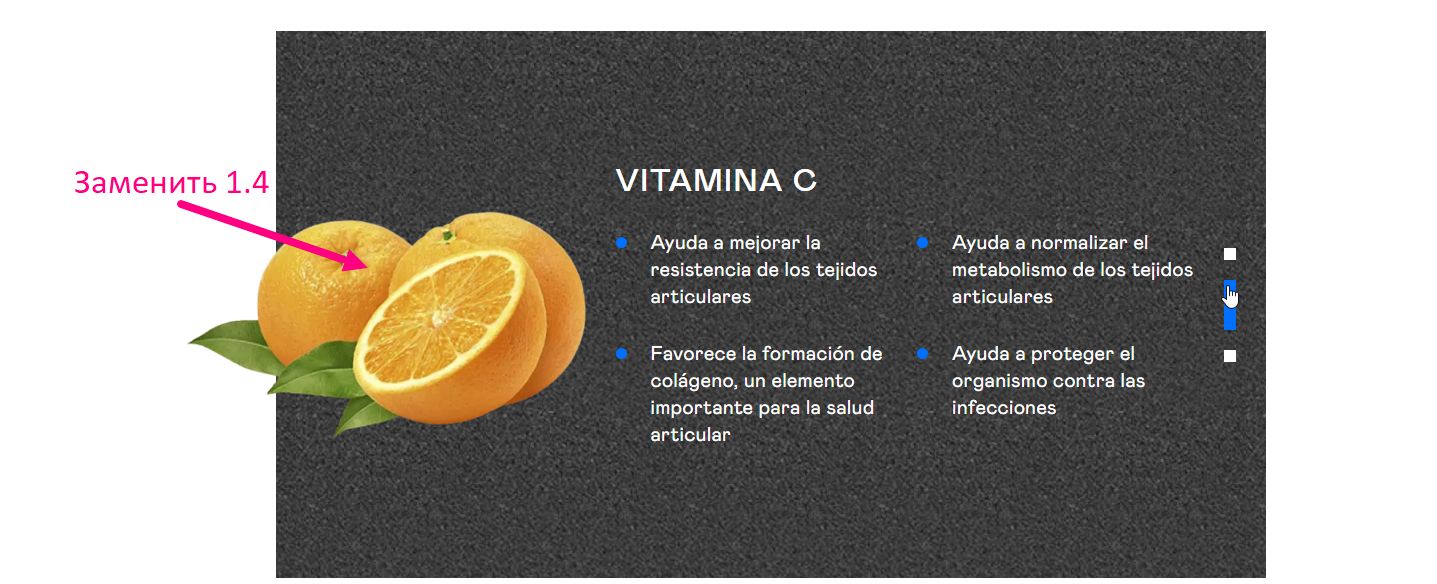 Заменить 1.4
VITAMINA C
Ayuda a mejorar la
resistencia de los tejidos
articulares
Ayuda a normalizar el
metabolismo de los tejidos
articulares
Favorece la formación de
colágeno, un elemento
importante para la salud
articular
Ayuda a proteger el
organismo contra las
infecciones